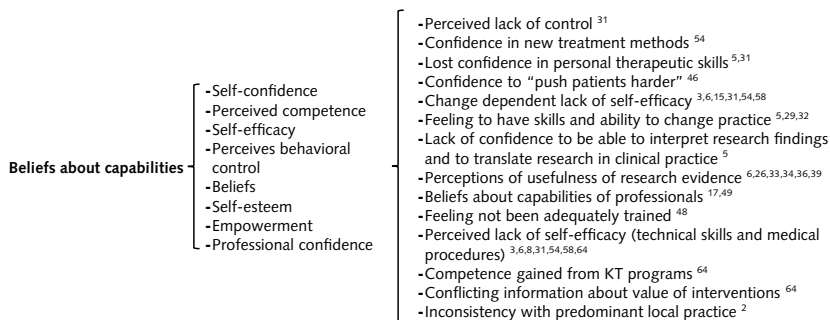 Beliefs about capabilities
-Self-confidence
-Perceived competence
-Self-efficacy
-Perceives behavioral
control
-Beliefs
-Self-esteem
-Empowerment
-Professional confidence
-Perceived lack of control 31
-Confidence in new treatment methods 54
-Lost confidence in personal therapeutic skills 5,31
-Confidence to “push patients harder” 46
-Change dependent lack of self-efficacy 3,6,15,31,54,58
-Feeling to have skills and ability to change practice 5,29,32
-Lack of confidence to be able to interpret research findings
and to translate research in clinical practice 5
-Perceptions of usefulness of research evidence 6,26,33,34,36,39
-Beliefs about capabilities of professionals 17,49
-Feeling not been adequately trained 48
-Perceived lack of self-efficacy (technical skills and medical
procedures) 3,6,8,31,54,58,64
-Competence gained from KT programs 64
-Conflicting information about value of interventions 64
-Inconsistency with predominant local practice 2